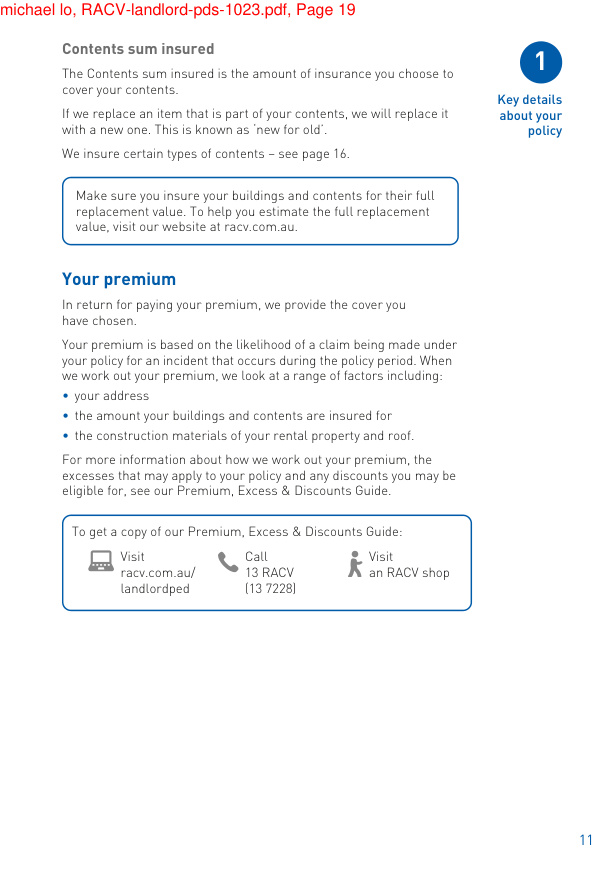 michael lo, RACV-landlord-pds-1023.pdf, Page 19
Contents sum insured
The Contents sum insured is the amount of insurance you choose to
cover your contents.
If we replace an item that is part of your contents, we will replace it
with a new one. This is known as ‘new for old’.
We insure certain types of contents – see page 16.
1
Key details
about your
policy
Make sure you insure your buildings and contents for their full
replacement value. To help you estimate the full replacement
value, visit our website at racv.com.au.
Your premium
In return for paying your premium, we provide the cover you
have chosen.
Your premium is based on the likelihood of a claim being made under
your policy for an incident that occurs during the policy period. When
we work out your premium, we look at a range of factors including:
• your address
• the amount your buildings and contents are insured for
• the construction materials of your rental property and roof.
For more information about how we work out your premium, the
excesses that may apply to your policy and any discounts you may be
eligible for, see our Premium, Excess & Discounts Guide.
To get a copy of our Premium, Excess & Discounts Guide:
Visit
racv.com.au/
landlordped
Call
13 RACV
(13 7228)
Visit
an RACV shop
11